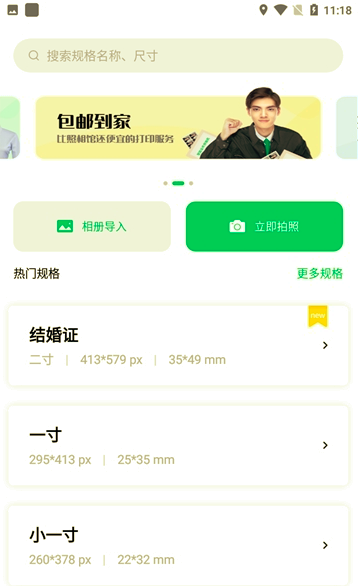 11:18
搜索规格名称、尺寸
包邮到家
比照相馆还便宜的打印服务
相册导入
立即拍照
热门规格
更多规格
new
结婚证
二寸 | 413*579 px | 35*49 mm
一寸
295*413 px | 25*35 mm
小一寸
260*378 px | 22*32 mm